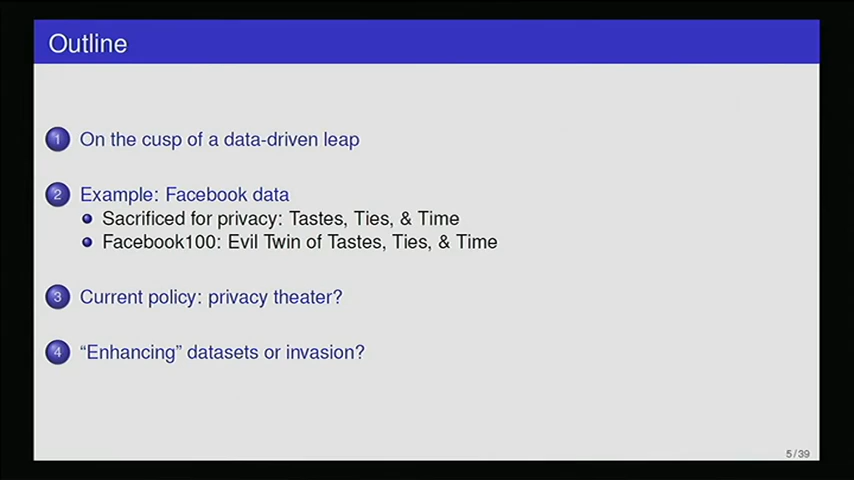 Outline
1 On the cusp of a data-driven leap
2 Example: Facebook data
Sacrificed for privacy: Tastes, Ties, & Time
Facebook100: Evil Twin of Tastes, Ties, & Time
3 Current policy: privacy theater?
4 “Enhancing” datasets or invasion?
5 / 39